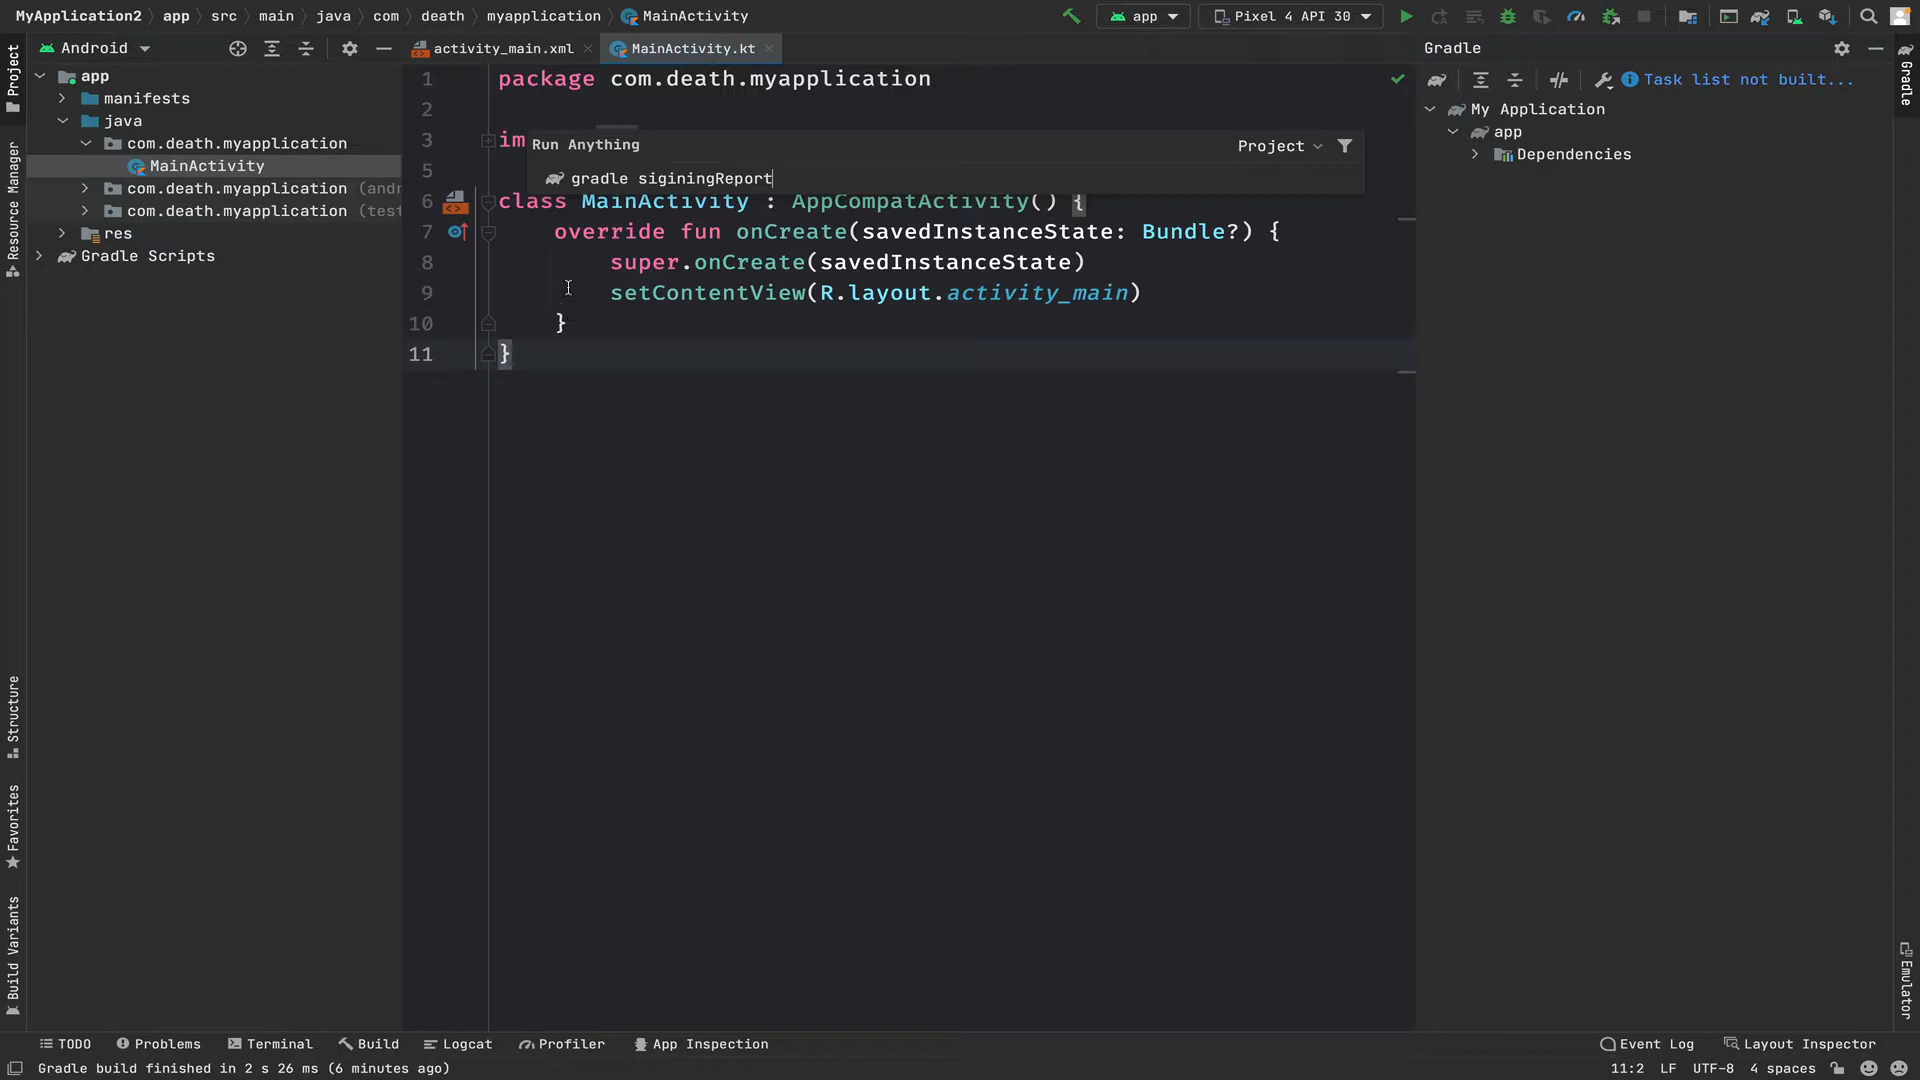 MyApplication2 app src main java com death myapplication MainActivity
app Pixel 4 API 30
Project
Resource Manager
Structure
Favorites
Build Variants
Android
app
manifests
java
com.death.myapplication
MainActivity
com.death.myapplication (andr
com.death.myapplication (test
res
Gradle Scripts
activity_main.xml MainActivity.kt
1 package com.death.myapplication
2
3 im
5
6 class MainActivity : AppCompatActivity() {
7 override fun onCreate(savedInstanceState: Bundle?) {
8 super.onCreate(savedInstanceState)
9 setContentView(R.layout.activity_main)
10 }
11 }
Run Anything Project
gradle siginingReport
Gradle
Task list not built...
My Application
app
Dependencies
Gradle
Emulator
TODO Problems Terminal Build Logcat Profiler App Inspection Event Log Layout Inspector
Gradle build finished in 2 s 26 ms (6 minutes ago) 11:2 LF UTF-8 4 spaces